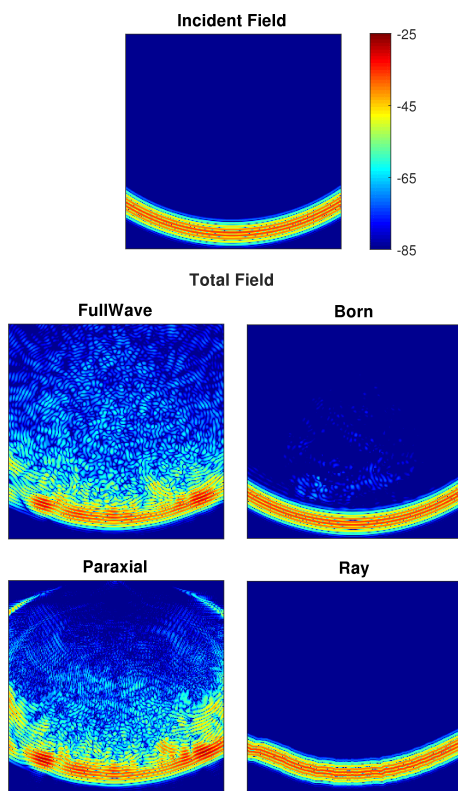 Incident Field
-25
-45
-65
-85
Total Field
FullWave
Born
Paraxial
Ray